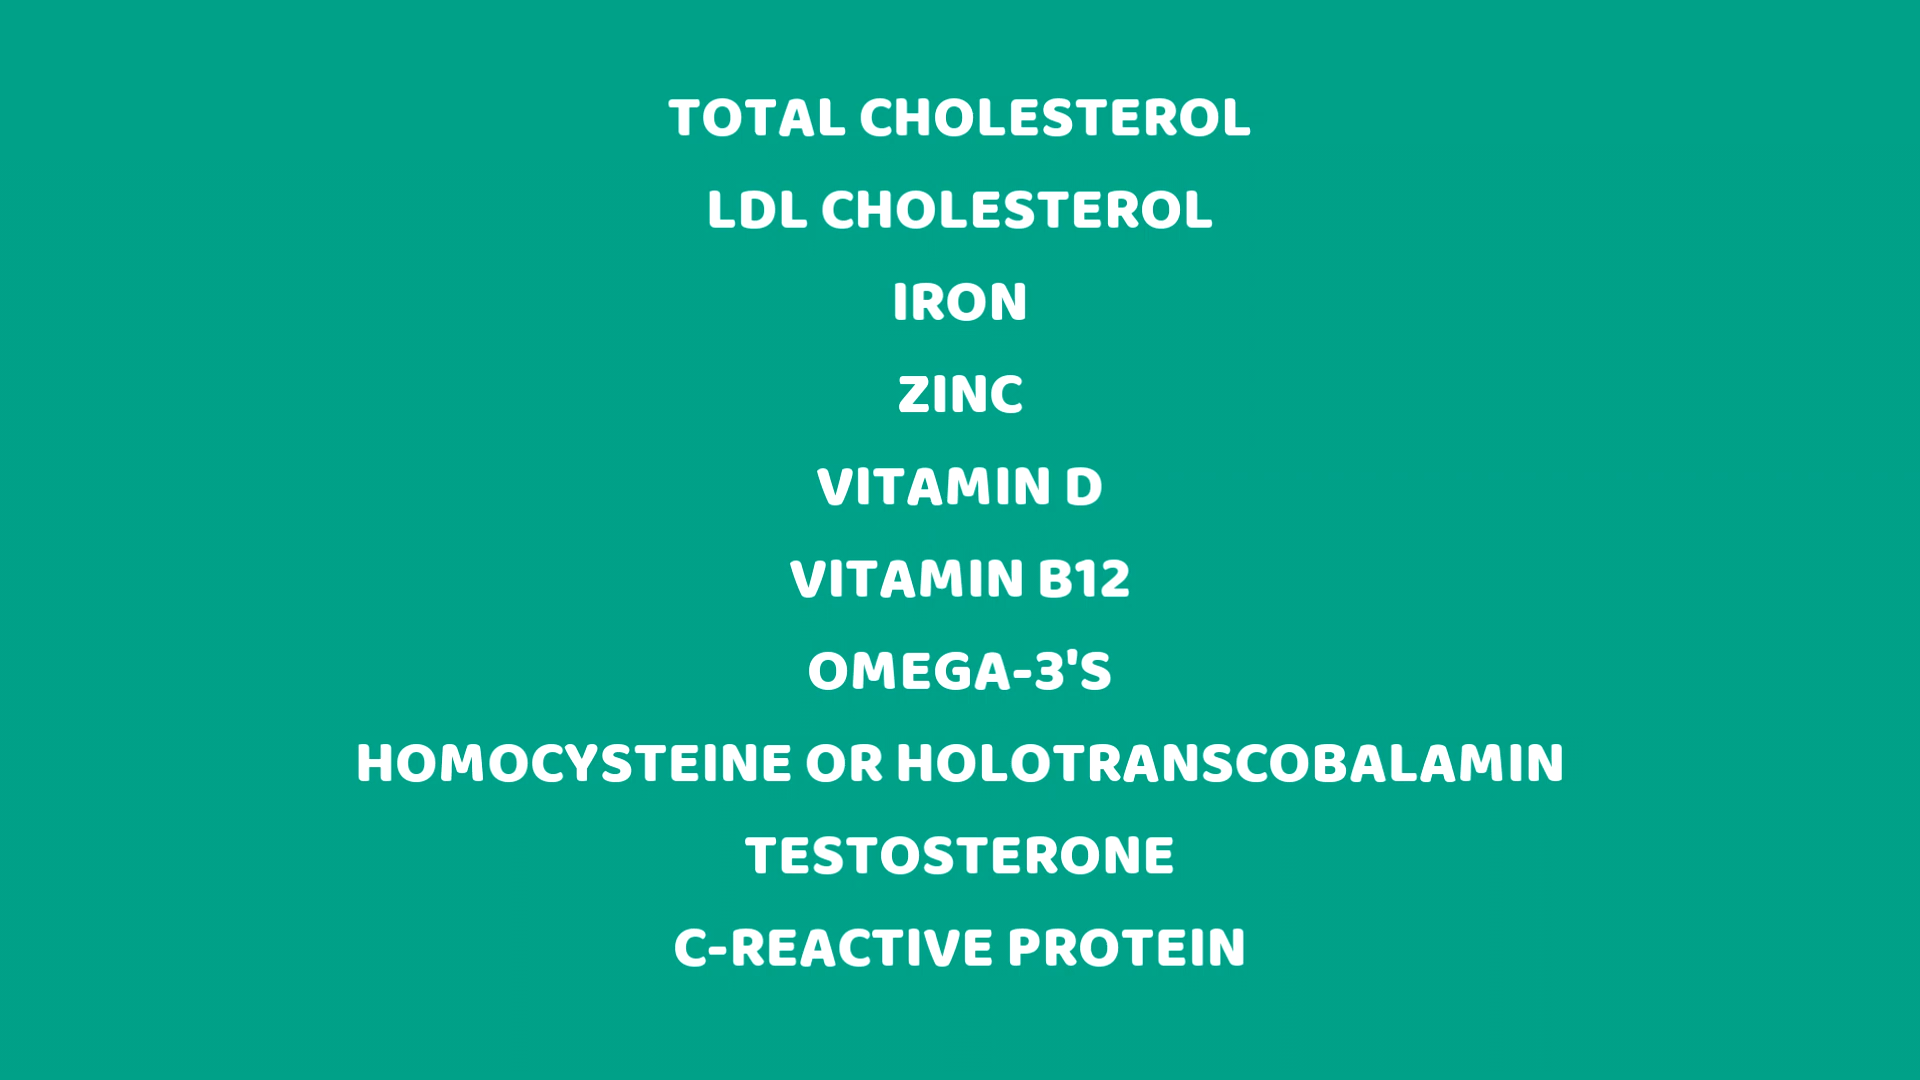 TOTAL CHOLESTEROL
LDL CHOLESTEROL
IRON
ZINC
VITAMIN D
VITAMIN B12
OMEGA-3'S
HOMOCYSTEINE OR HOLOTRANSCOBALAMIN
TESTOSTERONE
C-REACTIVE PROTEIN